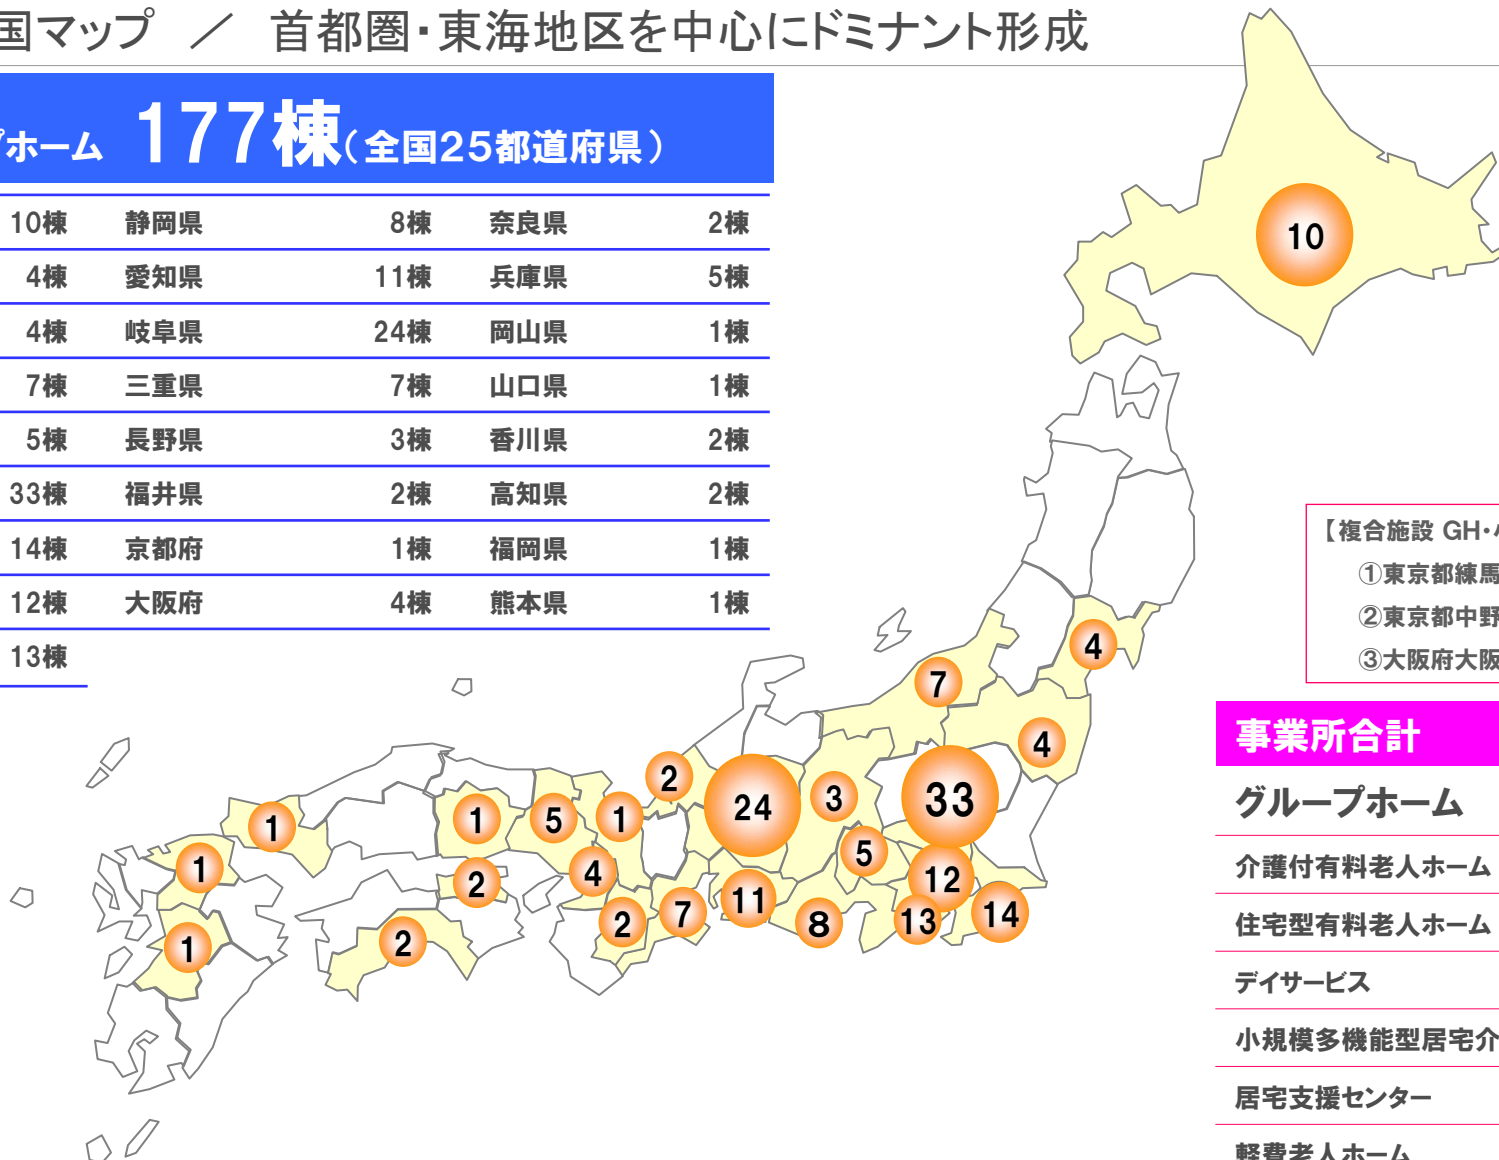 国マップ ／ 首都圏・東海地区を中心にドミナント形成
プホーム 177棟(全国25都道府県)
10棟 静岡県 8棟 奈良県 2棟
4棟 愛知県 11棟 兵庫県 5棟
4棟 岐阜県 24棟 岡山県 1棟
7棟 三重県 7棟 山口県 1棟
5棟 長野県 3棟 香川県 2棟
33棟 福井県 2棟 高知県 2棟
14棟 京都府 1棟 福岡県 1棟
12棟 大阪府 4棟 熊本県 1棟
13棟
10
4
7
4
2
24
3
33
1
1
5
1
5
1
4
12
2
11
7
2
8
13
14
2
1
【複合施設 GH・
①東京都練馬
②東京都中野
③大阪府大阪
事業所合計
グループホーム
介護付有料老人ホーム
住宅型有料老人ホーム
デイサービス
小規模多機能型居宅介
居宅支援センター
軽費老人ホーム